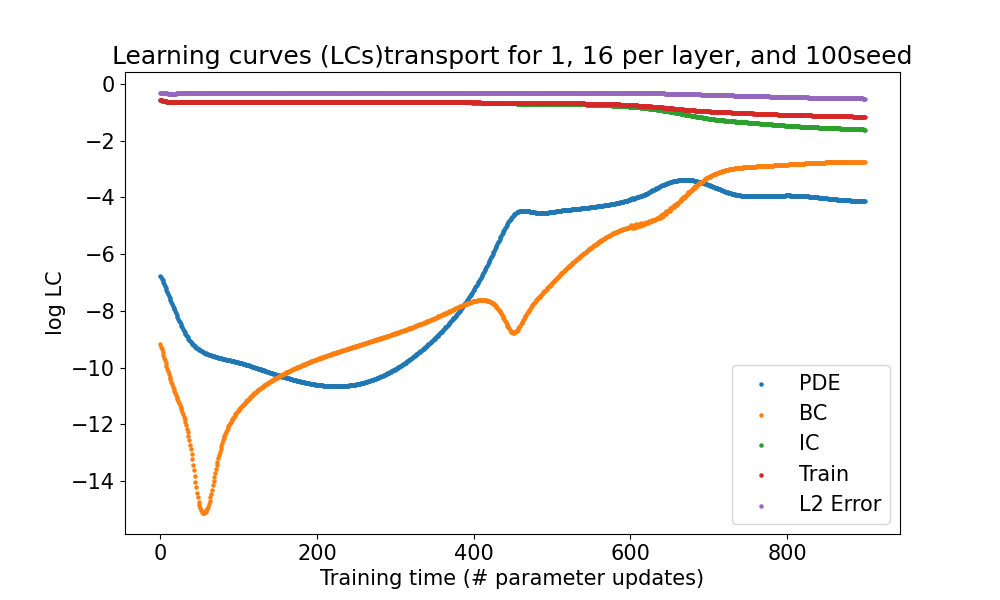 Learning curves (LCs)transport for 1, 16 per layer, and 100seed
log LC
0
−2
−4
−6
−8
−10
−12
−14
PDE
BC
IC
Train
L2 Error
0 200 400 600 800
Training time (# parameter updates)